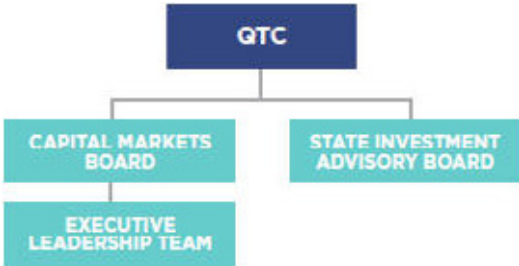 QTC
CAPITAL MARKETS
BOARD
STATE INVESTMENT
ADVISORY BOARD
EXECUTIVE
LEADERSHIP TEAM